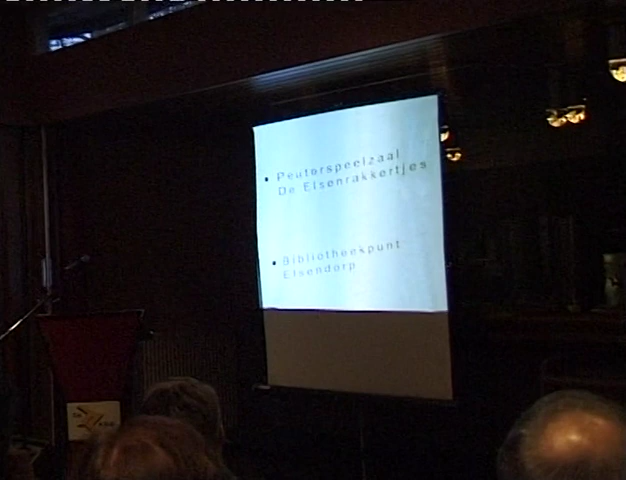 • Peuterspeelzaal
De Elsenrakkertjes
• Bibliotheekpunt
Elsendorp